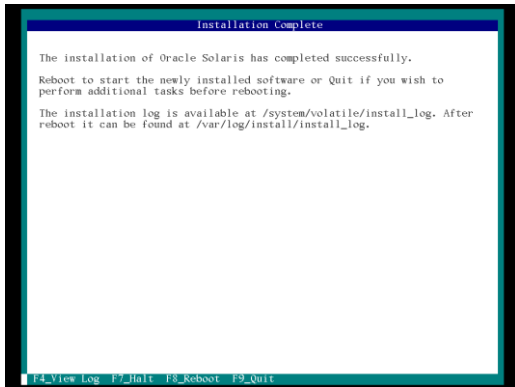 Installation Complete
The installation of Oracle Solaris has completed successfully.
Reboot to start the newly installed software or Quit if you wish to
perform additional tasks before rebooting.
The installation log is available at /system/volatile/install_log. After
reboot it can be found at /var/log/install/install_log.
F4_View Log F7_Halt F8_Reboot F9_Quit